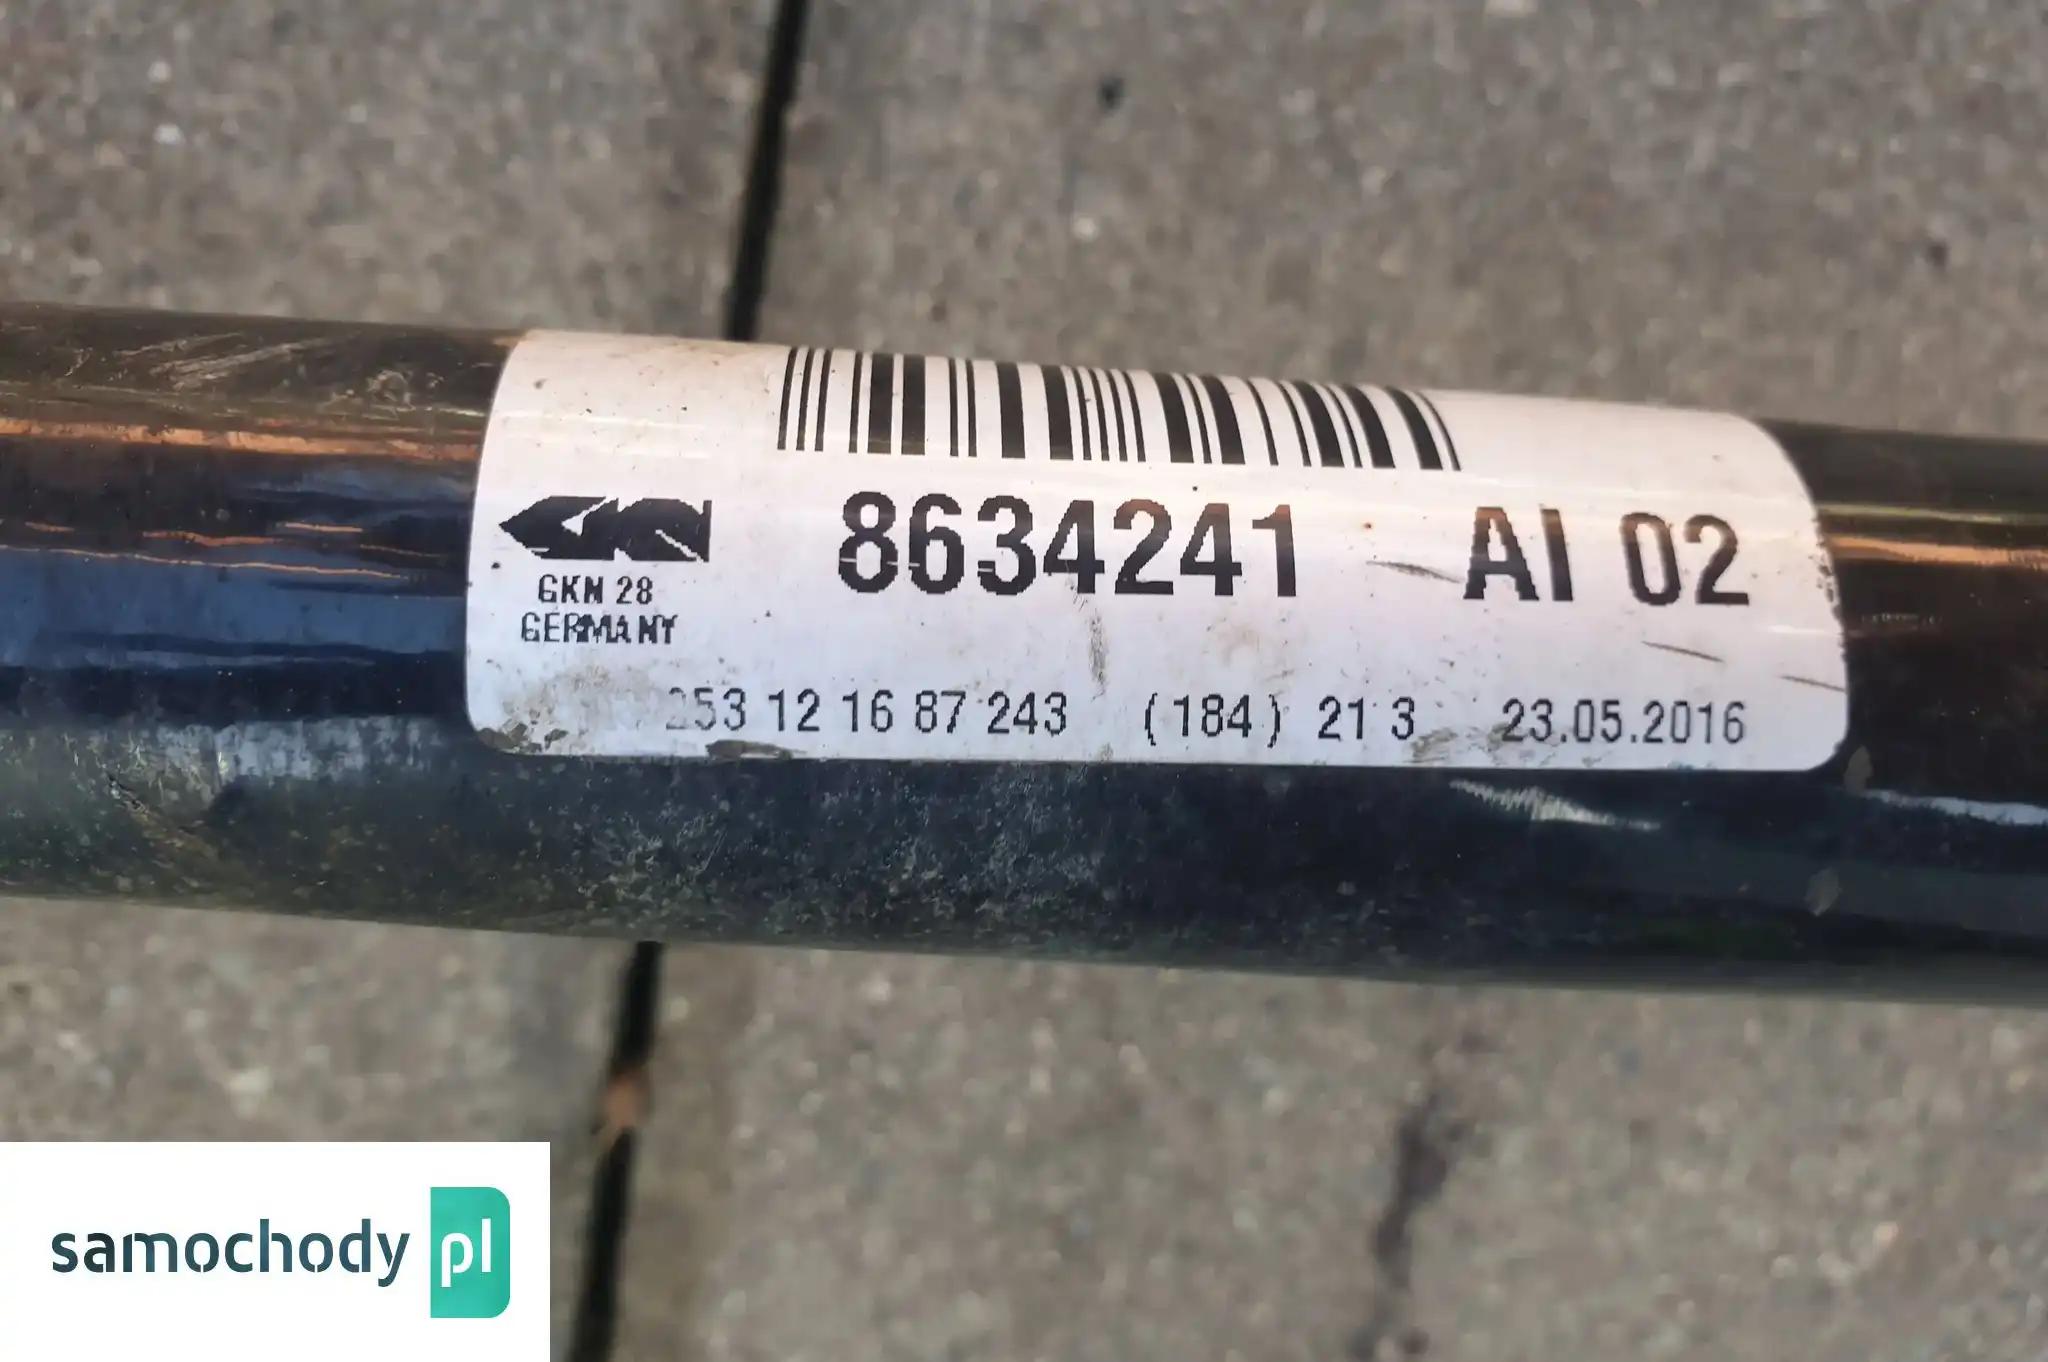 8634241 AI 02
GKN 28
GERMANY
253 12 16 87 243 (184) 21 3 23.05.2016
samochody pl